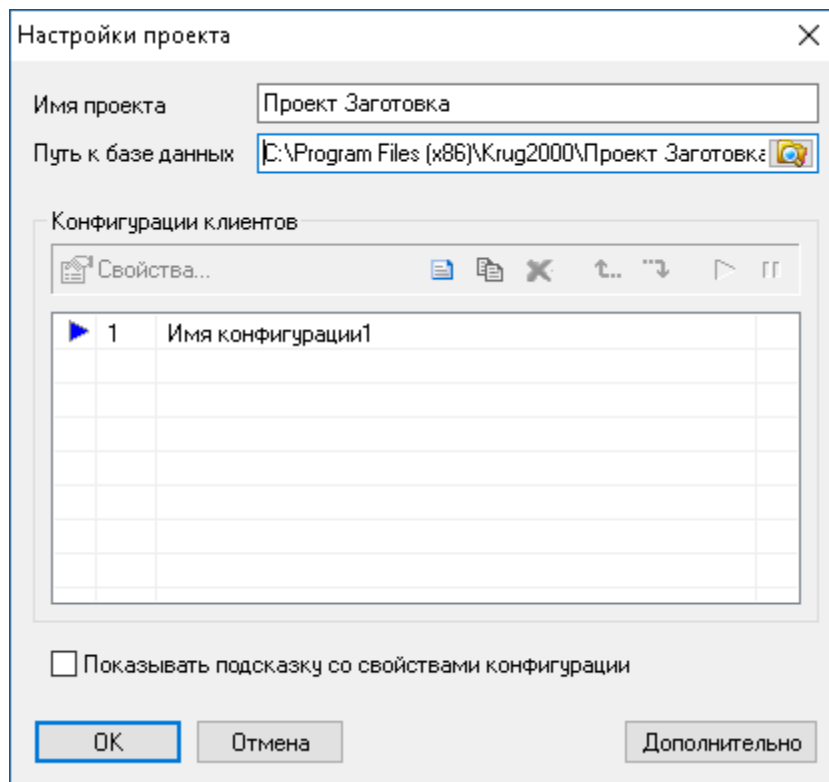 Настройки проекта
Имя проекта Проект Заготовка
Путь к базе данных C:\Program Files (x86)\Krug2000\Проект Заготовка
Конфигурации клиентов
Свойства...
1 Имя конфигурации1
Показывать подсказку со свойствами конфигурации
OK Отмена Дополнительно